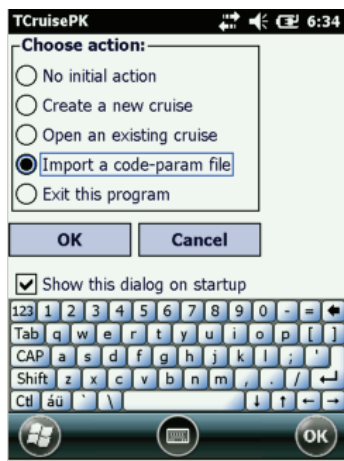 TCruisePK 6:34
Choose action:
No initial action
Create a new cruise
Open an existing cruise
Import a code-param file
Exit this program
OK Cancel
Show this dialog on startup
123 1 2 3 4 5 6 7 8 9 0 - =
Tab q w e r t y u i o p [ ]
CAP a s d f g h j k l ; '
Shift z x c v b n m , . /
Ctl áü ` \
OK